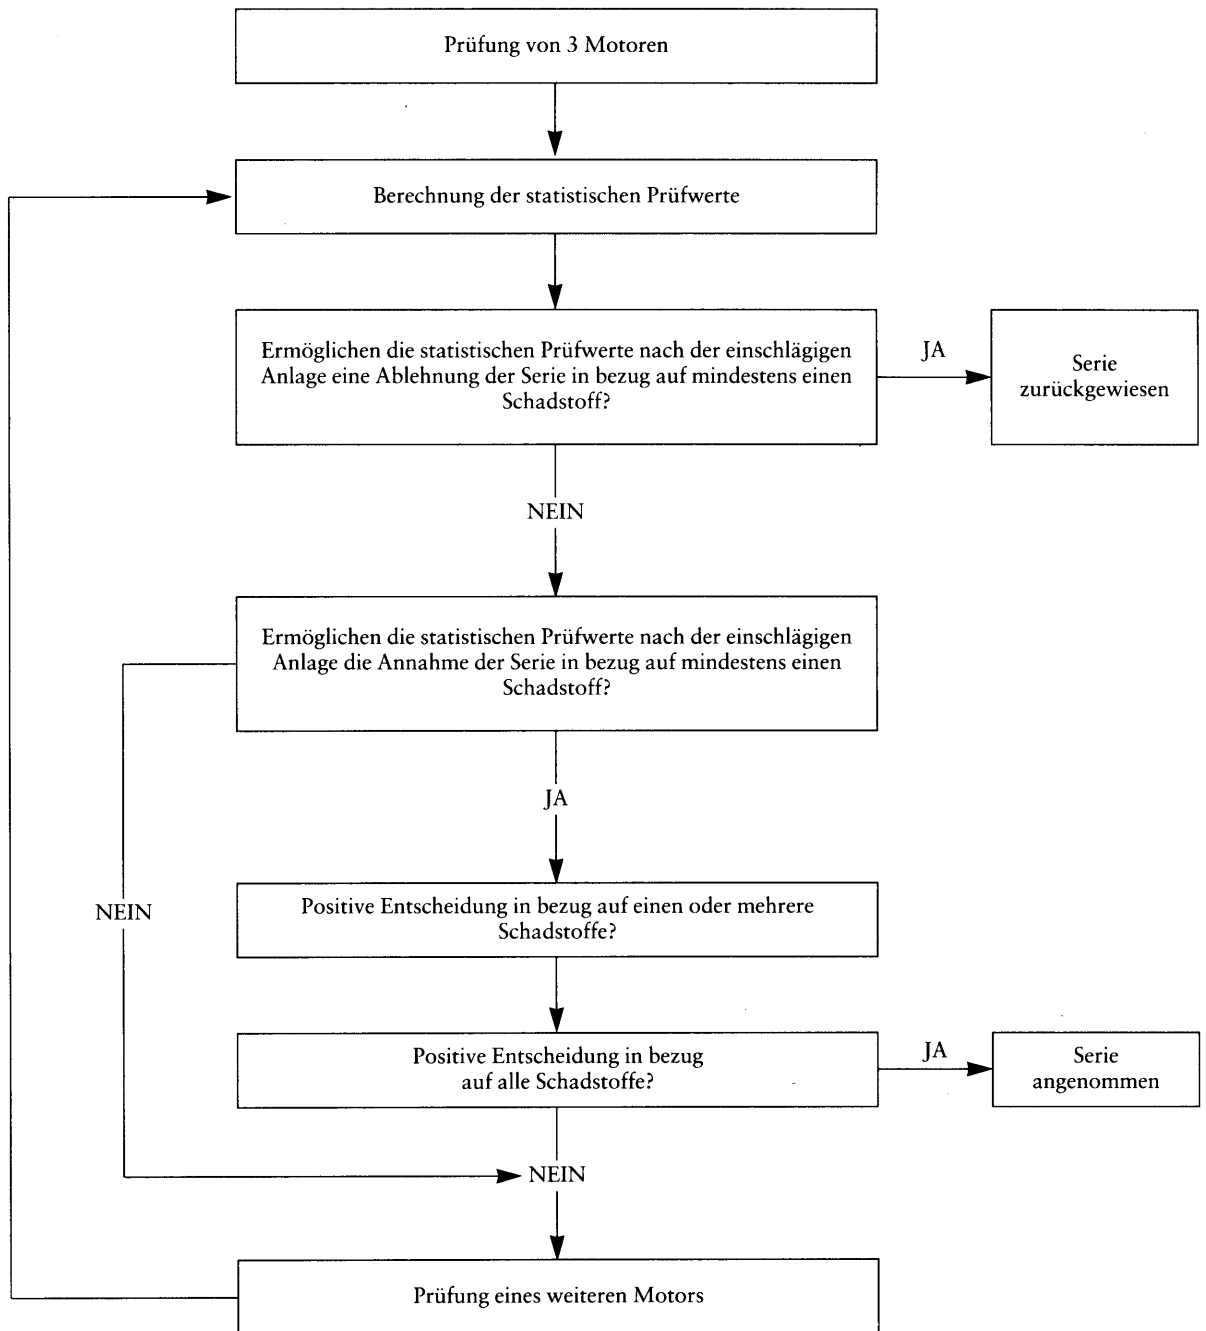 Prüfung von 3 Motoren
Berechnung der statistischen Prüfwerte
Ermöglichen die statistischen Prüfwerte nach der einschlägigen
Anlage eine Ablehnung der Serie in bezug auf mindestens einen
Schadstoff?
JA
Serie
zurückgewiesen
NEIN
Ermöglichen die statistischen Prüfwerte nach der einschlägigen
Anlage die Annahme der Serie in bezug auf mindestens einen
Schadstoff?
JA
NEIN
Positive Entscheidung in bezug auf einen oder mehrere
Schadstoffe?
Positive Entscheidung in bezug
auf alle Schadstoffe?
JA
Serie
angenommen
NEIN
Prüfung eines weiteren Motors